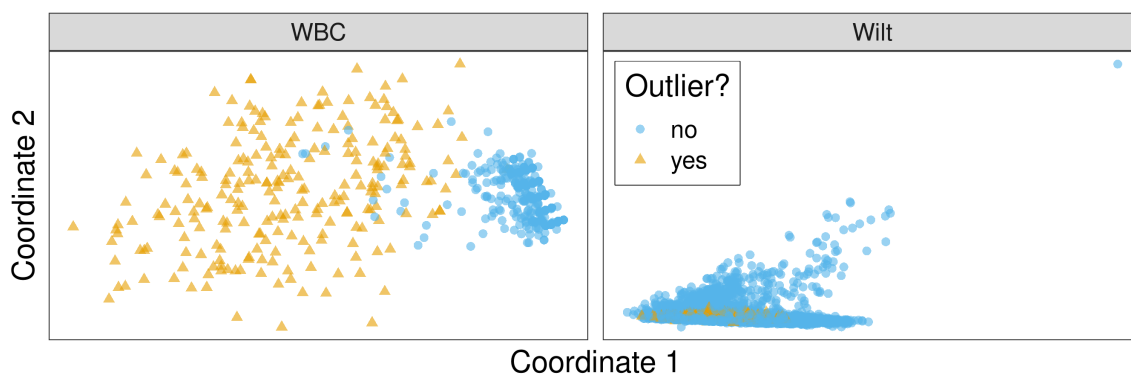 WBC
Wilt
Outlier?
no
yes
Coordinate 2
Coordinate 1